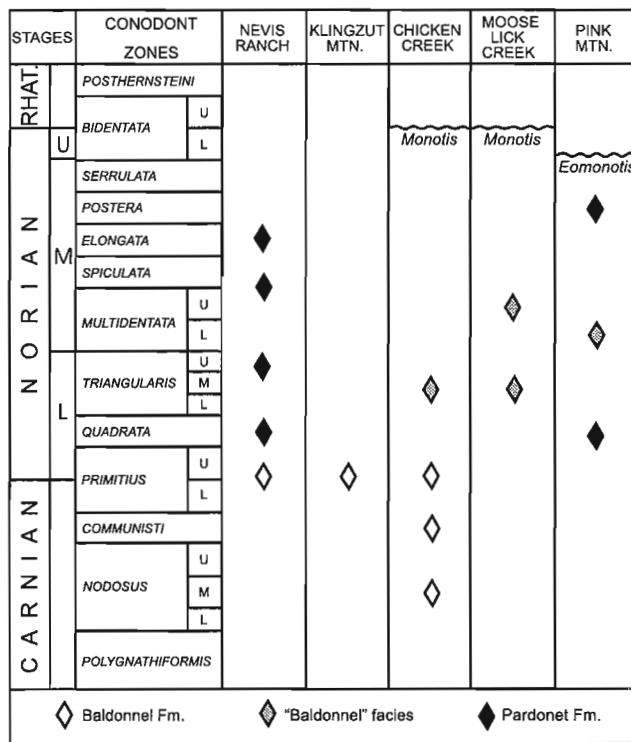 STAGES
CONODONT
ZONES
NEVIS
RANCH
KLINGZUT
MTN.
CHICKEN
CREEK
MOOSE
LICK
CREEK
PINK
MTN.
RHAT.
POSTHERNSTEINI
BIDENTATA
U
L
Monotis
Monotis
Eomonotis
NORIAN
U
SERRULATA
POSTERA
M
ELONGATA
SPICULATA
MULTIDENTATA
U
L
L
TRIANGULARIS
U
M
L
QUADRATA
PRIMITIUS
U
L
CARNIAN
COMMUNISTI
NODOSUS
U
M
L
POLYGNATHIFORMIS
Baldonnel Fm.
"Baldonnel" facies
Pardonet Fm.